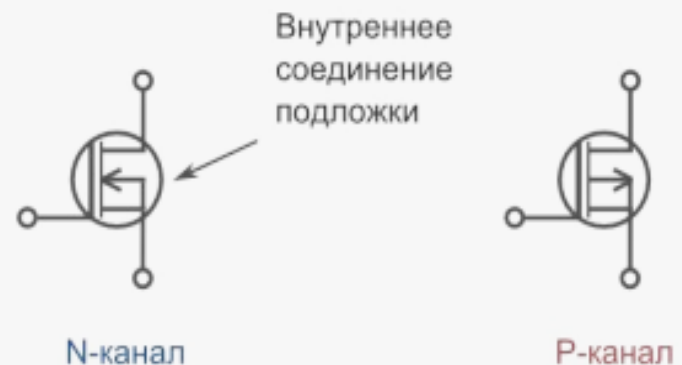 Внутреннее
соединение
подложки
N-канал
P-канал